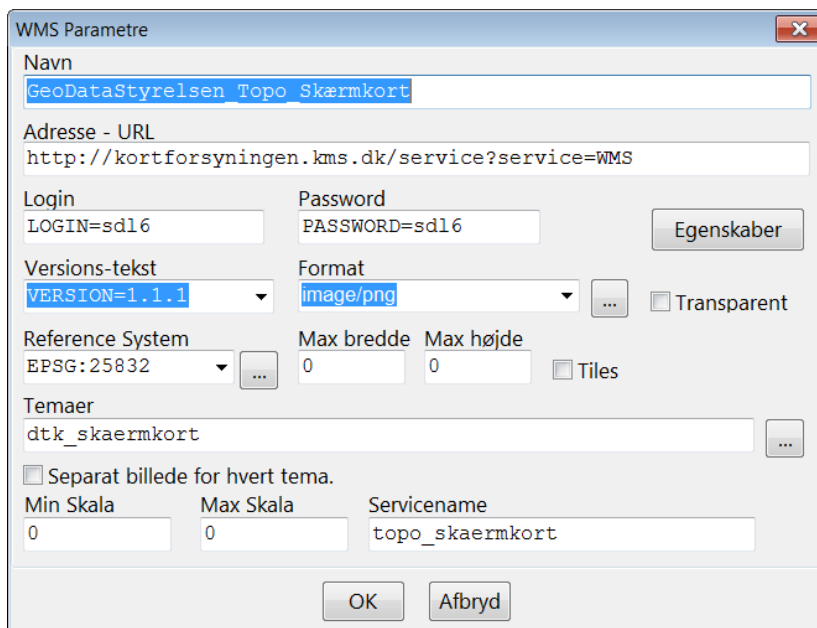 WMS Parametre
Navn
GeoDataStyrelsen_Topo_Skærmkort
Adresse - URL
http://kortforsyningen.kms.dk/service?service=WMS
Login Password
LOGIN=sdl6 PASSWORD=sdl6 Egenskaber
Versions-tekst Format
VERSION=1.1.1 image/png ... Transparent
Reference System Max bredde Max højde
EPSG:25832 ... 0 0 Tiles
Temaer
dtk_skaermkort ...
Separat billede for hvert tema.
Min Skala Max Skala Servicename
0 0 topo_skaermkort
OK Afbryd